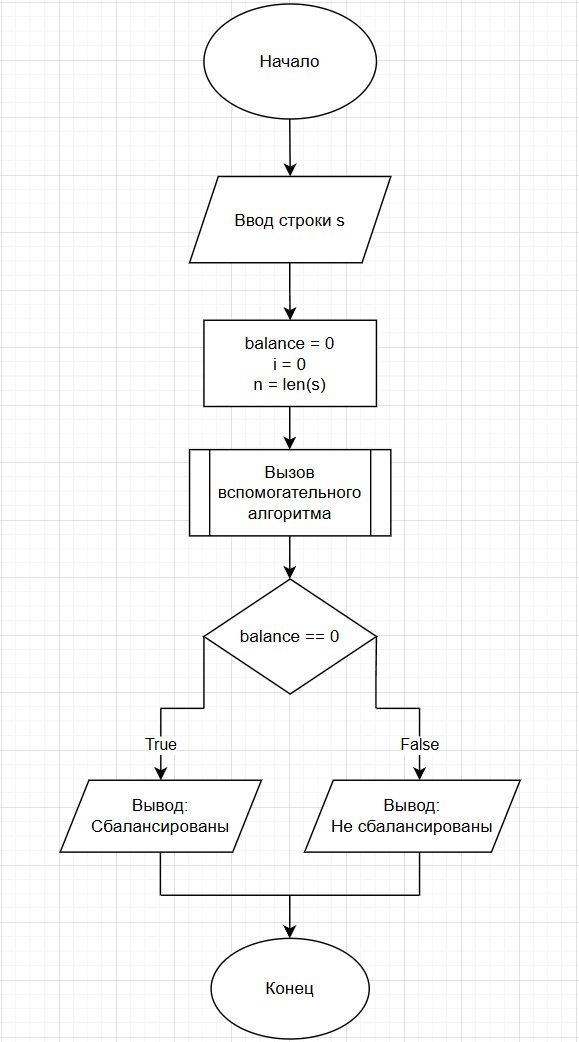 Начало
Ввод строки s
balance = 0
i = 0
n = len(s)
Вызов
вспомогательного
алгоритма
balance == 0
True
False
Вывод:
Сбалансированы
Вывод:
Не сбалансированы
Конец